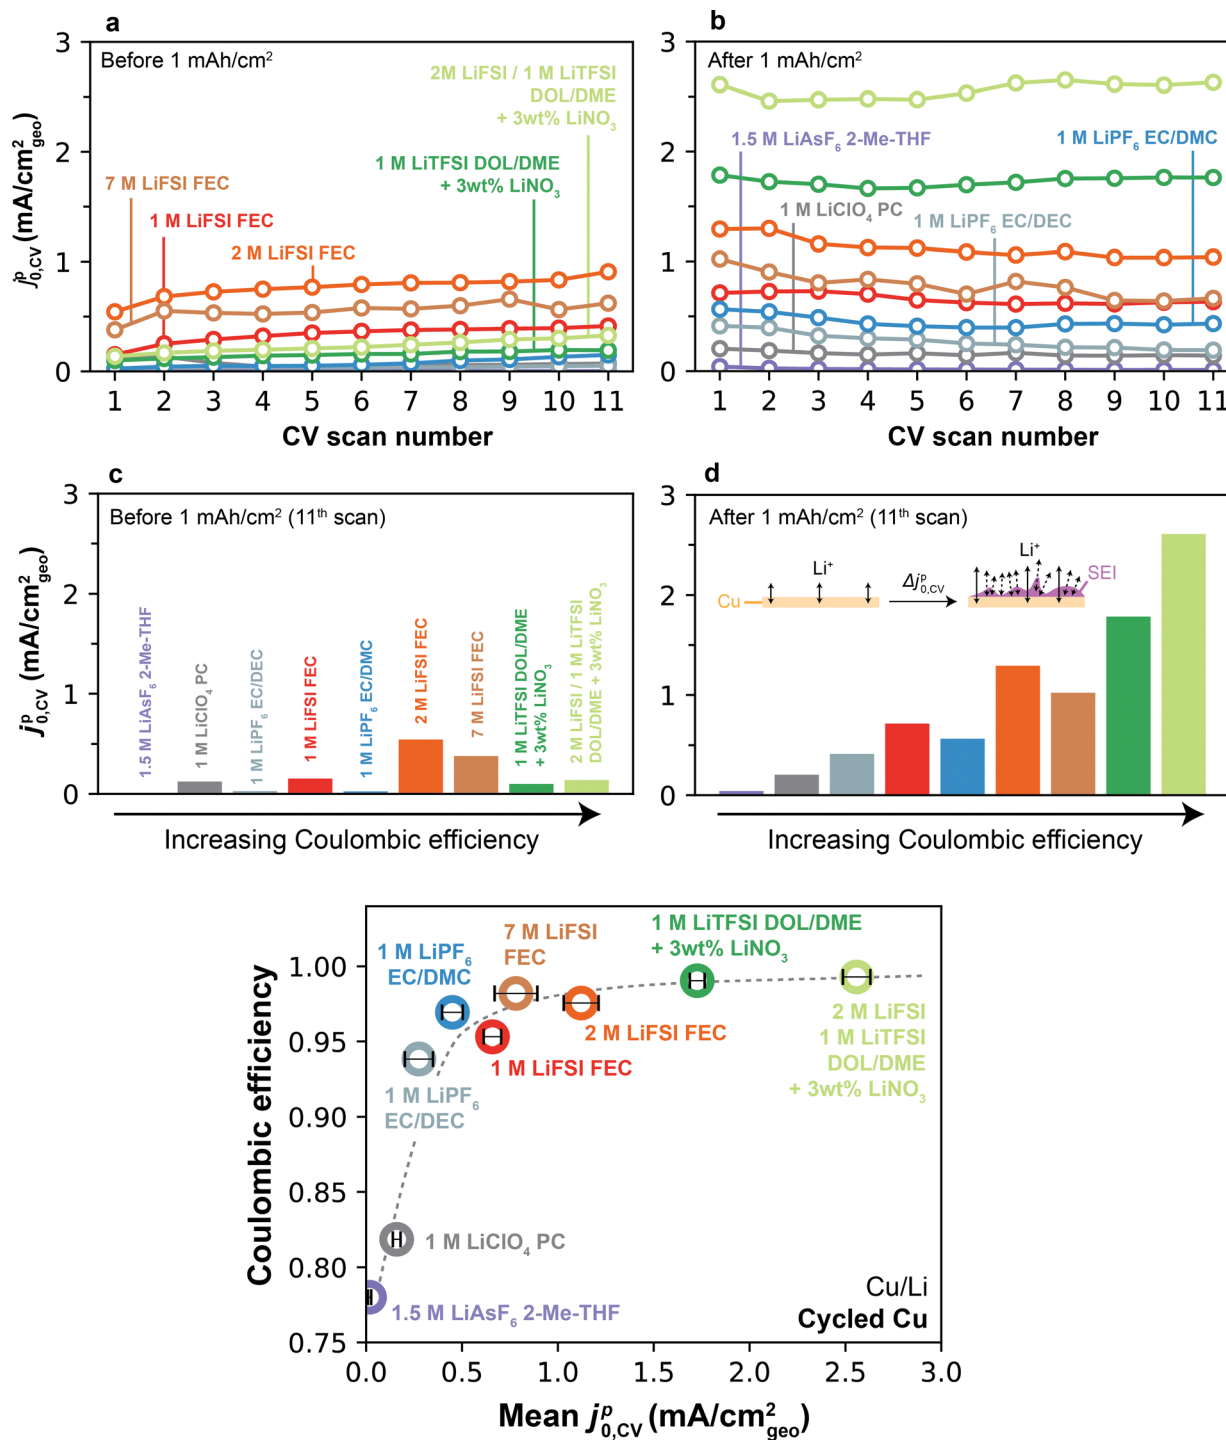 a
Before 1 mAh/cm²
2M LiFSI / 1 M LiTFSI
DOL/DME
+ 3wt% LiNO₃
1 M LiTFSI DOL/DME
+ 3wt% LiNO₃
7 M LiFSI FEC
1 M LiFSI FEC
2 M LiFSI FEC
3
2
1
0
j₀,CVᵖ (mA/cm²geo)
1 2 3 4 5 6 7 8 9 10 11
CV scan number
b
After 1 mAh/cm²
1.5 M LiAsF₆ 2-Me-THF
1 M LiPF₆ EC/DMC
1 M LiClO₄ PC
1 M LiPF₆ EC/DEC
3
2
1
0
1 2 3 4 5 6 7 8 9 10 11
CV scan number
c
Before 1 mAh/cm² (11th scan)
3
2
1
0
j₀,CVᵖ (mA/cm²geo)
1.5 M LiAsF₆ 2-Me-THF
1 M LiClO₄ PC
1 M LiPF₆ EC/DEC
1 M LiFSI FEC
1 M LiPF₆ EC/DMC
2 M LiFSI FEC
7 M LiFSI FEC
1 M LiTFSI DOL/DME
+ 3wt% LiNO₃
2 M LiFSI / 1 M LiTFSI
DOL/DME + 3wt% LiNO₃
Increasing Coulombic efficiency
d
After 1 mAh/cm² (11th scan)
3
2
1
0
Li⁺
Cu
Δj₀,CVᵖ
Li⁺
SEI
Increasing Coulombic efficiency
Coulombic efficiency
1.00
0.95
0.90
0.85
0.80
0.75
1 M LiPF₆
EC/DMC
7 M LiFSI
FEC
1 M LiTFSI DOL/DME
+ 3wt% LiNO₃
2 M LiFSI FEC
1 M LiFSI FEC
2 M LiFSI
1 M LiTFSI
DOL/DME
+ 3wt% LiNO₃
1 M LiPF₆
EC/DEC
1 M LiClO₄ PC
1.5 M LiAsF₆ 2-Me-THF
Cu/Li
Cycled Cu
0.0 0.5 1.0 1.5 2.0 2.5 3.0
Mean j₀,CVᵖ (mA/cm²geo)